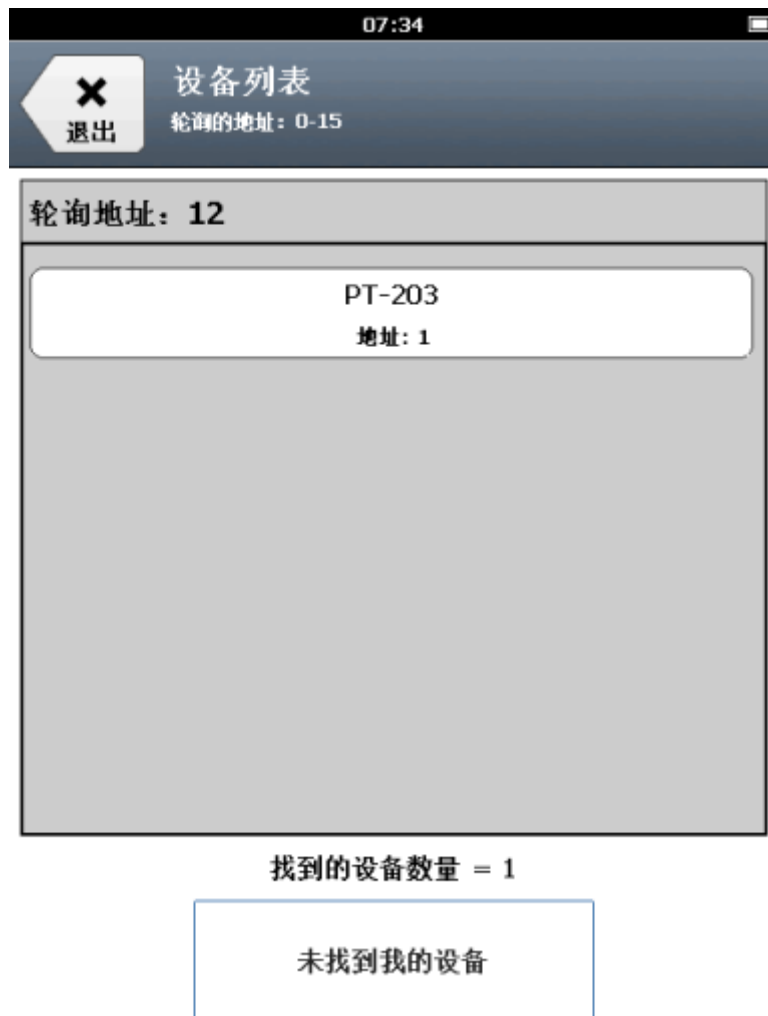 07:34
设备列表
退出
轮询的地址：0-15
轮询地址：12
PT-203
地址：1
找到的设备数量 = 1
未找到我的设备